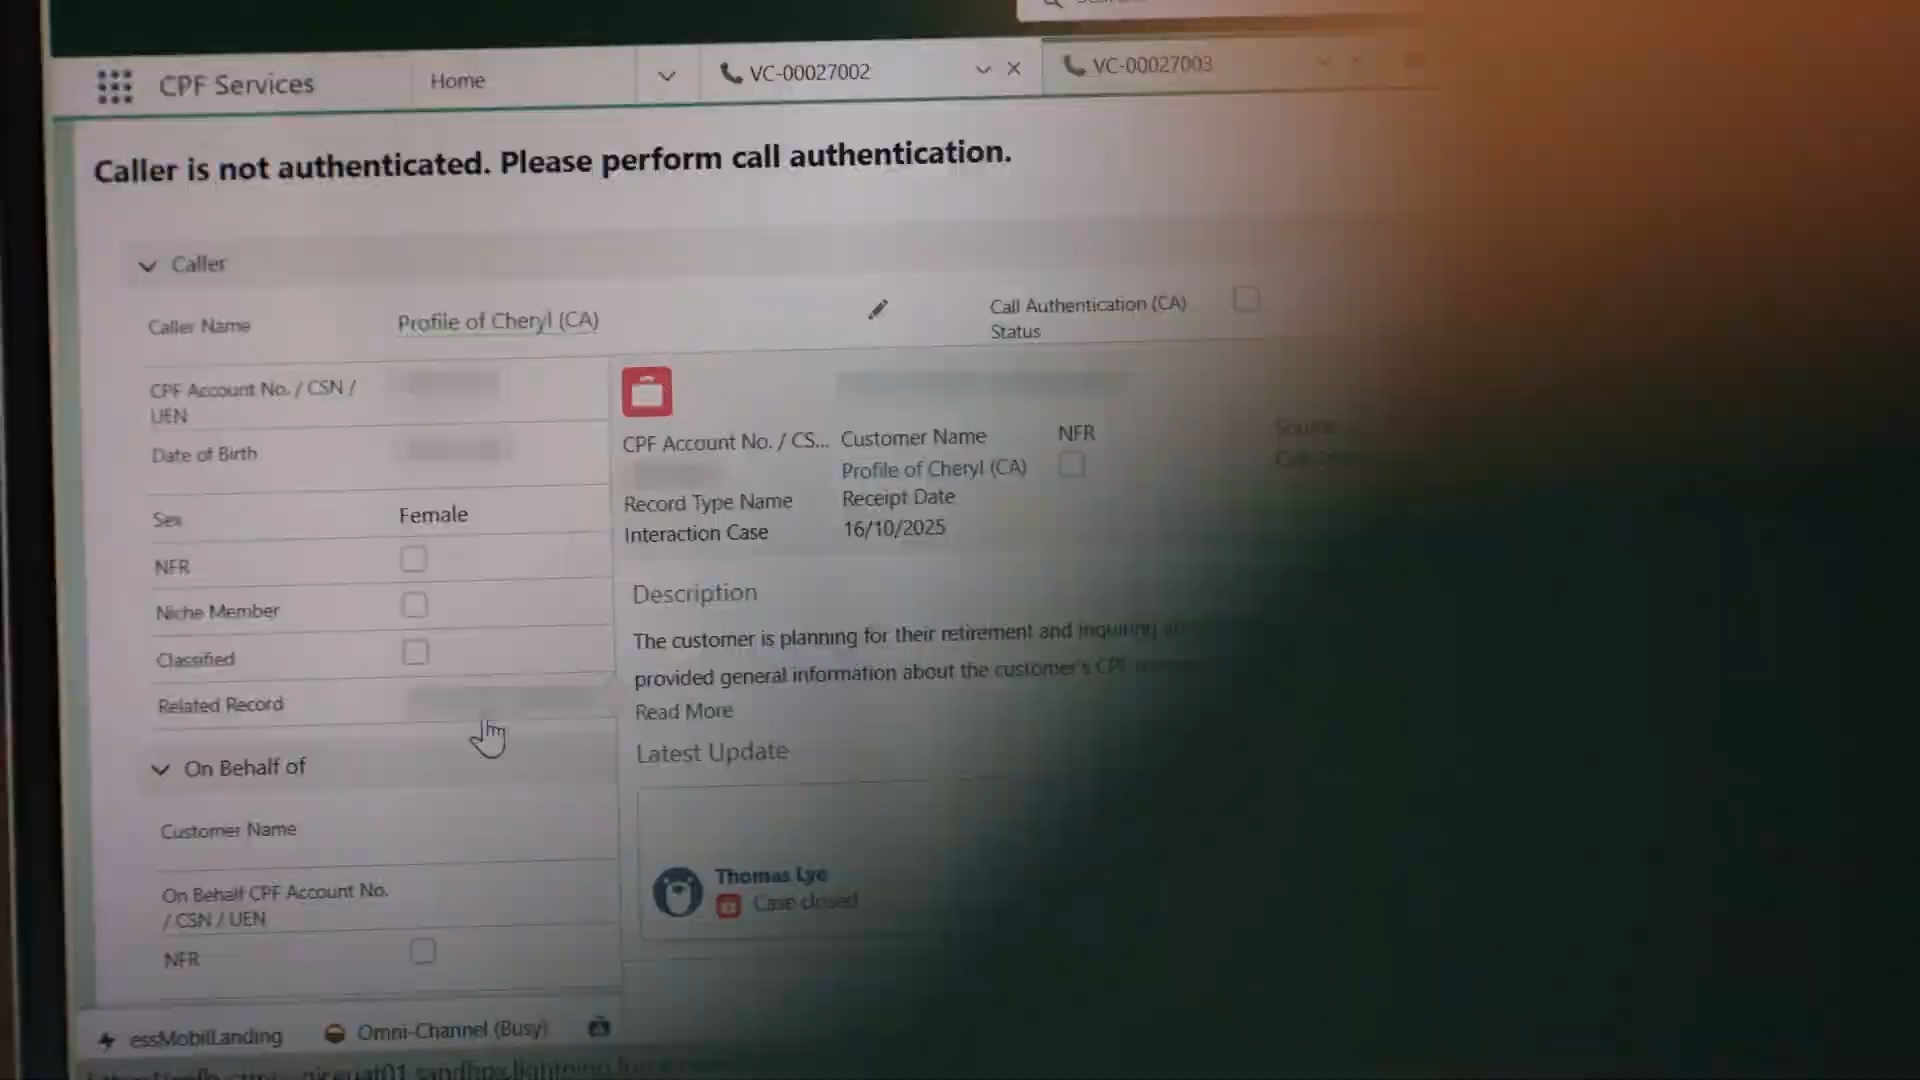 CPF Services
Home
VC-00027002
VC-00027003
Caller is not authenticated. Please perform call authentication.
Caller
Caller Name
Profile of Cheryl (CA)
Call Authentication (CA)
Status
CPF Account No. / CSN /
UEN
Date of Birth
Sex
Female
NFR
Niche Member
Classified
Related Record
CPF Account No. / CS...
Customer Name
NFR
Profile of Cheryl (CA)
Record Type Name
Receipt Date
Interaction Case
16/10/2025
Description
The customer is planning for their retirement and inquiring
provided general information about the customer's CPF
Read More
Latest Update
Thomas Lye
Case closed
On Behalf of
Customer Name
On Behalf CPF Account No.
/ CSN / UEN
NFR
essMobilLanding
Omni-Channel (Busy)